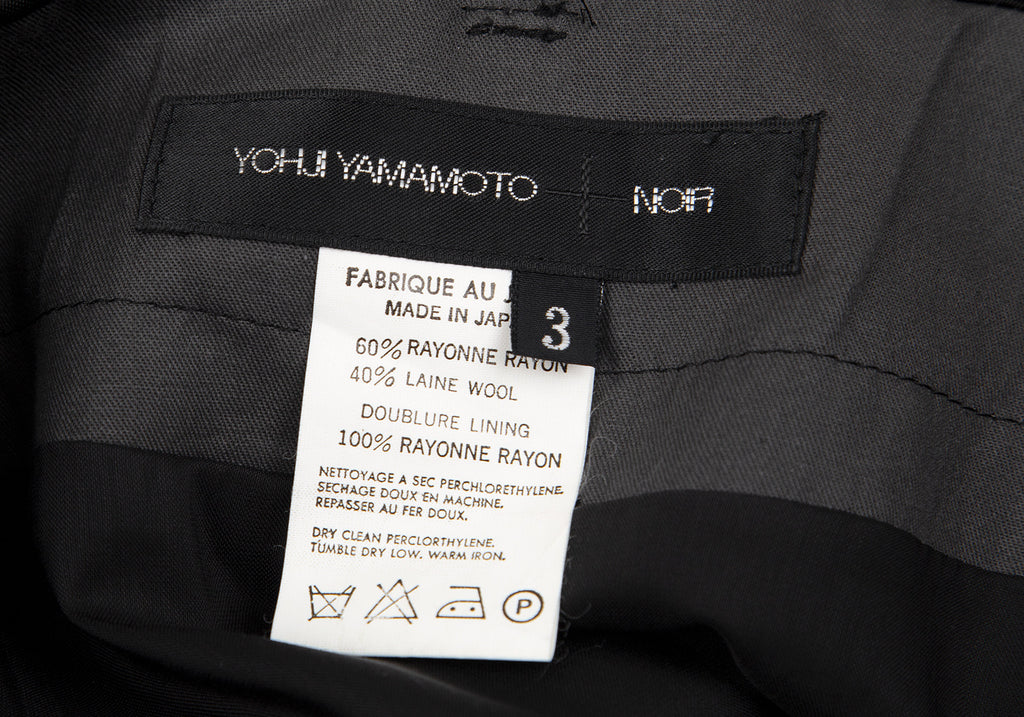 YOHJI YAMAMOTO NOIR
FABRIQUE AU
MADE IN
3
60% RAYONNE RAYON
40% LAINE WOOL
DOUBLURE LINING
100% RAYONNE RAYON
NETTOYAGE A SEC PERCHLORETHYLENE.
SECHAGE DOUX EN MACHINE.
REPASSER AU FER DOUX.
DRY CLEAN PERCLORTHYLENE.
TUMBLE DRY LOW. WARM IRON.
P